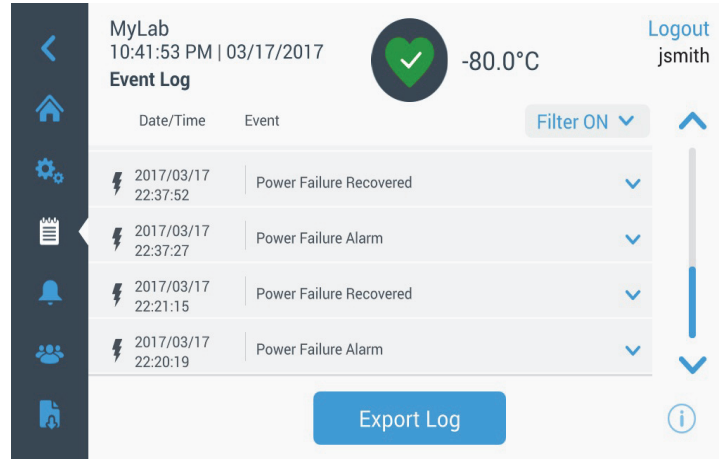 MyLab
10:41:53 PM | 03/17/2017
Event Log
-80.0°C
Logout
jsmith
Date/Time Event Filter ON
2017/03/17
22:37:52
Power Failure Recovered
2017/03/17
22:37:27
Power Failure Alarm
2017/03/17
22:21:15
Power Failure Recovered
2017/03/17
22:20:19
Power Failure Alarm
Export Log
i